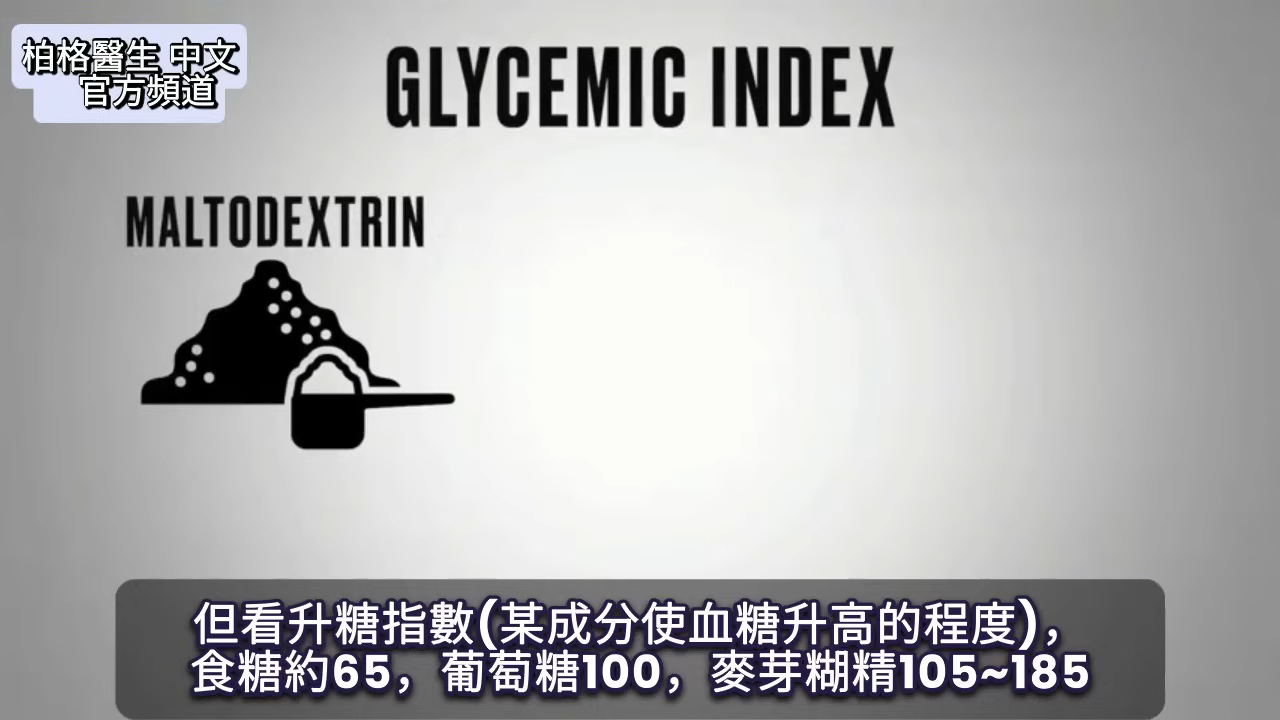 柏格醫生 中文
官方頻道
GLYCEMIC INDEX
MALTODEXTRIN
但看升糖指數(某成分使血糖升高的程度)，
食糖約65，葡萄糖100，麥芽糊精105~185